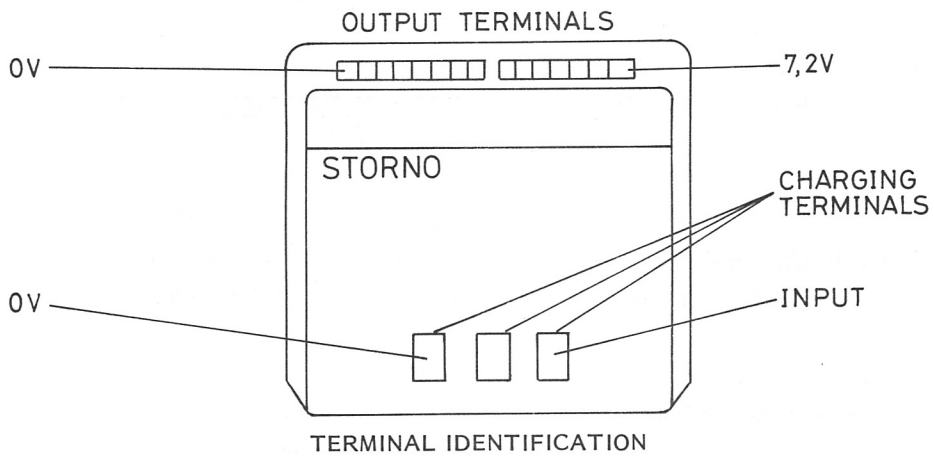 OUTPUT TERMINALS
0V
7,2V
STORNO
CHARGING
TERMINALS
0V
INPUT
TERMINAL IDENTIFICATION